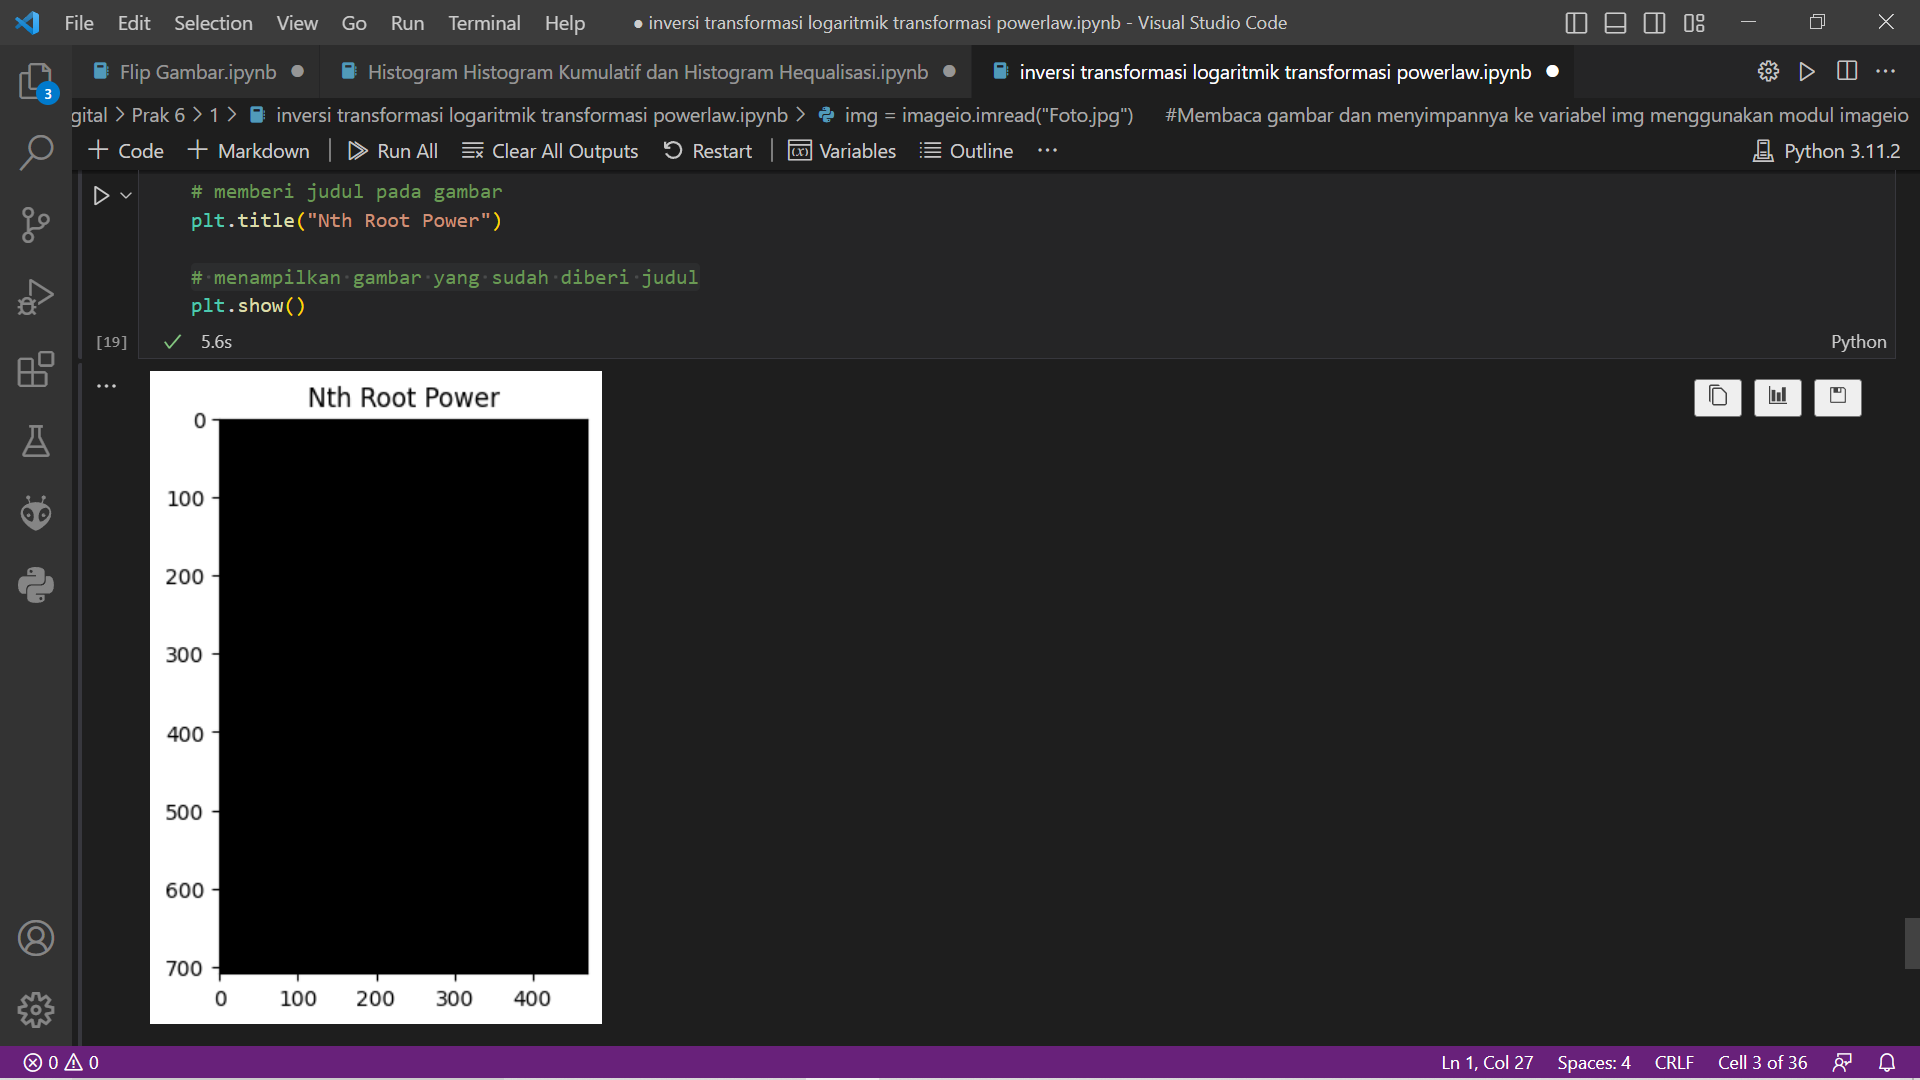 File Edit Selection View Go Run Terminal Help ● inversi transformasi logaritmik transformasi powerlaw.ipynb - Visual Studio Code
Flip Gambar.ipynb Histogram Histogram Kumulatif dan Histogram Hequalisasi.ipynb inversi transformasi logaritmik transformasi powerlaw.ipynb
3
gital > Prak 6 > 1 > inversi transformasi logaritmik transformasi powerlaw.ipynb > img = imageio.imread("Foto.jpg") #Membaca gambar dan menyimpannya ke variabel img menggunakan modul imageio
+ Code + Markdown | Run All Clear All Outputs Restart | Variables Outline ... Python 3.11.2
# memberi judul pada gambar
plt.title("Nth Root Power")
# menampilkan gambar yang sudah diberi judul
plt.show()
[19] 5.6s Python
Nth Root Power
0
100
200
300
400
500
600
700
0 100 200 300 400
0 0 Ln 1, Col 27 Spaces: 4 CRLF Cell 3 of 36